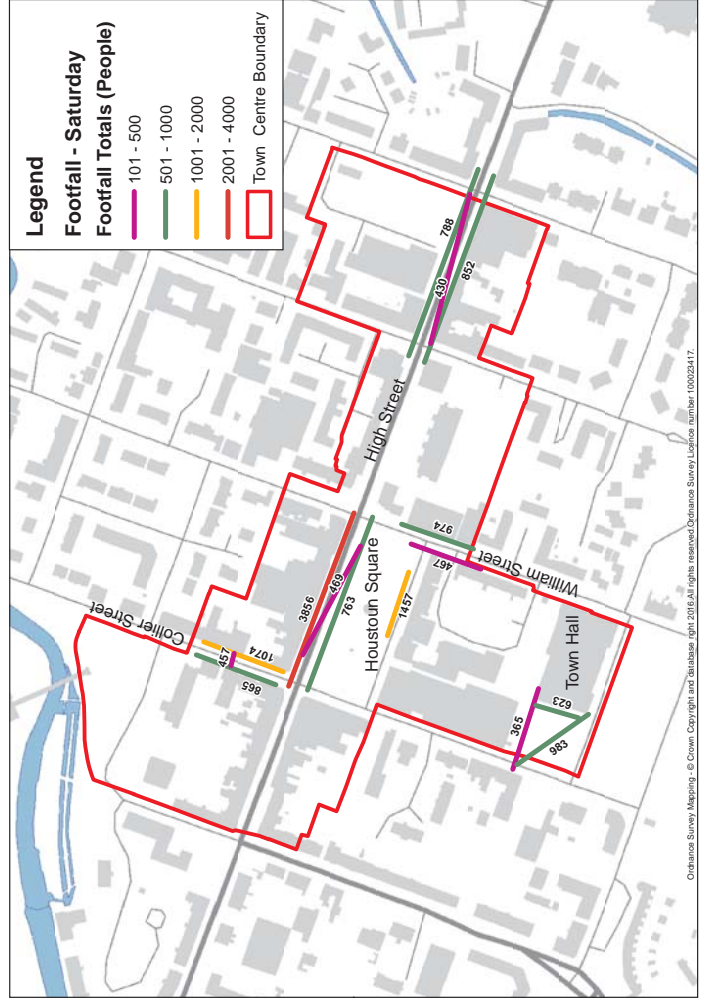 Legend
Footfall - Saturday
Footfall Totals (People)
101 - 500
501 - 1000
1001 - 2000
2001 - 4000
Town Centre Boundary
Collier Street
457
1074
865
3856
469
763
High Street
788
430
852
Houstoun Square
1457
974
467
William Street
Town Hall
365
623
983
Ordnance Survey Mapping - © Crown Copyright and database right 2016.All rights reserved.Ordnance Survey Licence number 100023417.